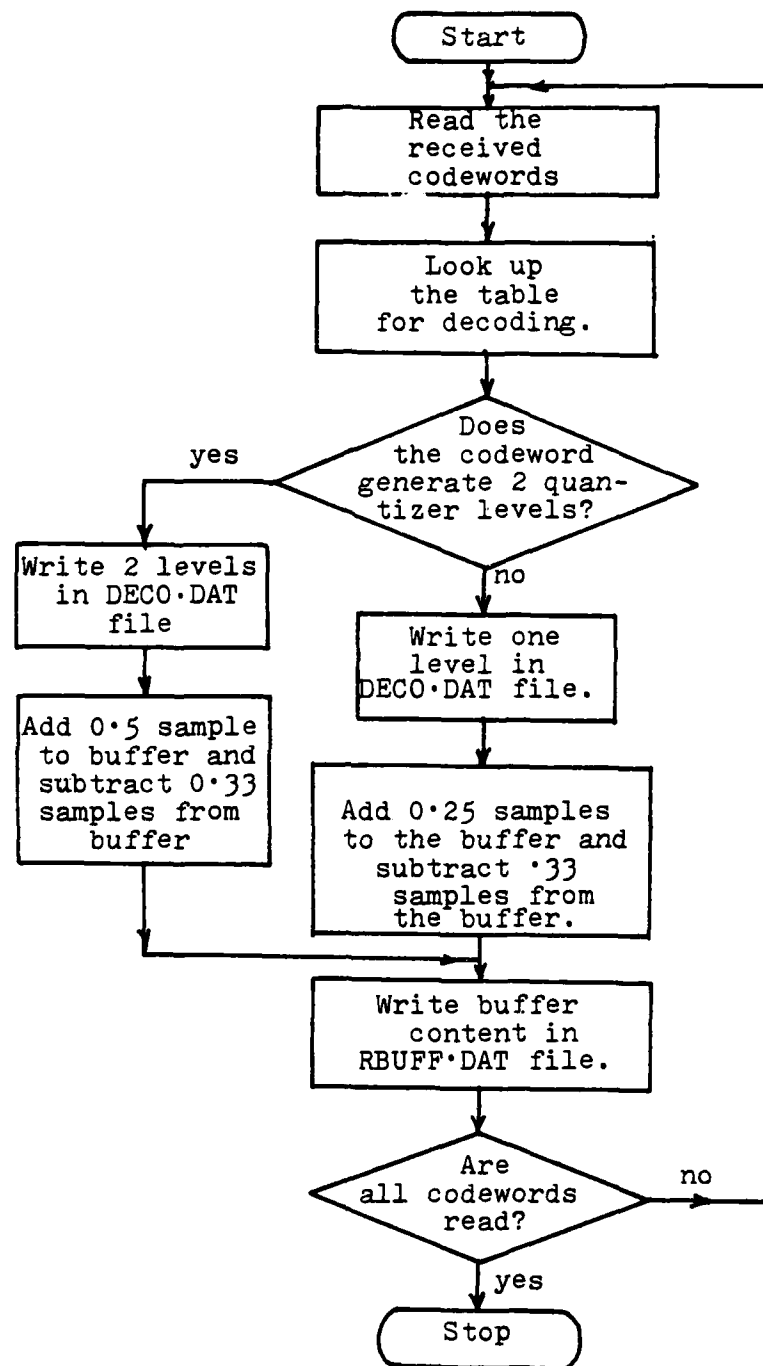 Start
Read the
received
codewords
Look up
the table
for decoding.
Does
the codeword
generate 2 quan-
tizer levels?
yes
no
Write 2 levels
in DECO·DAT
file
Write one
level in
DECO·DAT file.
Add 0·5 sample
to buffer and
subtract 0·33
samples from
buffer
Add 0·25 samples
to the buffer and
subtract ·33
samples from
the buffer.
Write buffer
content in
RBUFF·DAT file.
Are
all codewords
read?
no
yes
Stop